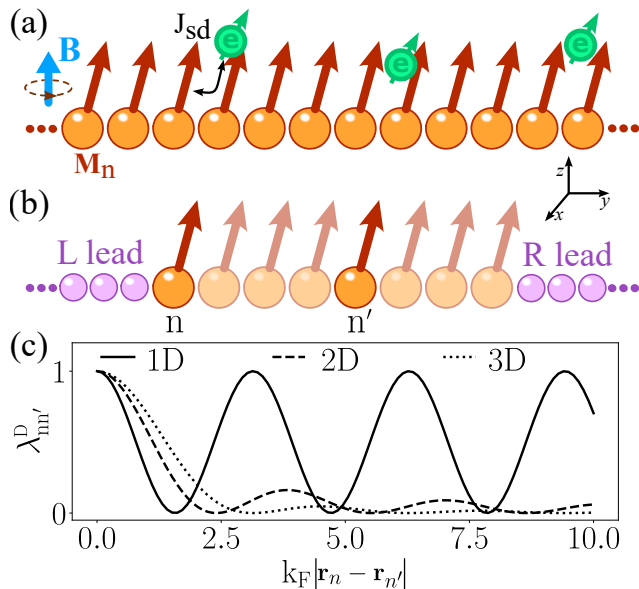 (a)
J_sd
e
e
e
B
M_n
z
y
x
(b)
L lead
R lead
n
n′
(c)
1D
2D
3D
1
0
λ^D_nn′
0.0
2.5
5.0
7.5
10.0
k_F|r_n − r_n′|